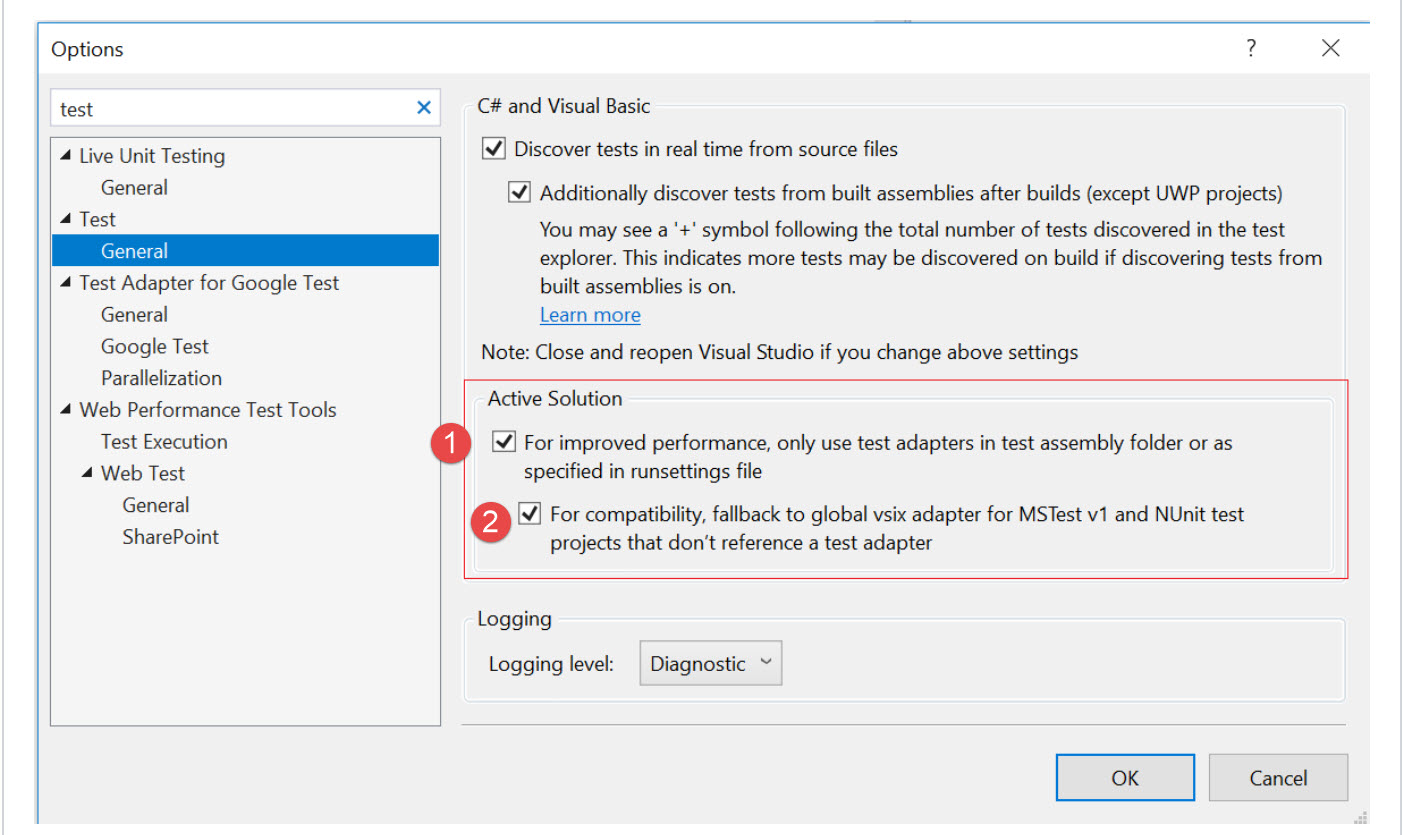 Options
?
test
Live Unit Testing
General
Test
General
Test Adapter for Google Test
General
Google Test
Parallelization
Web Performance Test Tools
Test Execution
Web Test
General
SharePoint
C# and Visual Basic
Discover tests in real time from source files
Additionally discover tests from built assemblies after builds (except UWP projects)
You may see a '+' symbol following the total number of tests discovered in the test
explorer. This indicates more tests may be discovered on build if discovering tests from
built assemblies is on.
Learn more
Note: Close and reopen Visual Studio if you change above settings
Active Solution
1
For improved performance, only use test adapters in test assembly folder or as
specified in runsettings file
2
For compatibility, fallback to global vsix adapter for MSTest v1 and NUnit test
projects that don’t reference a test adapter
Logging
Logging level:
Diagnostic
OK
Cancel